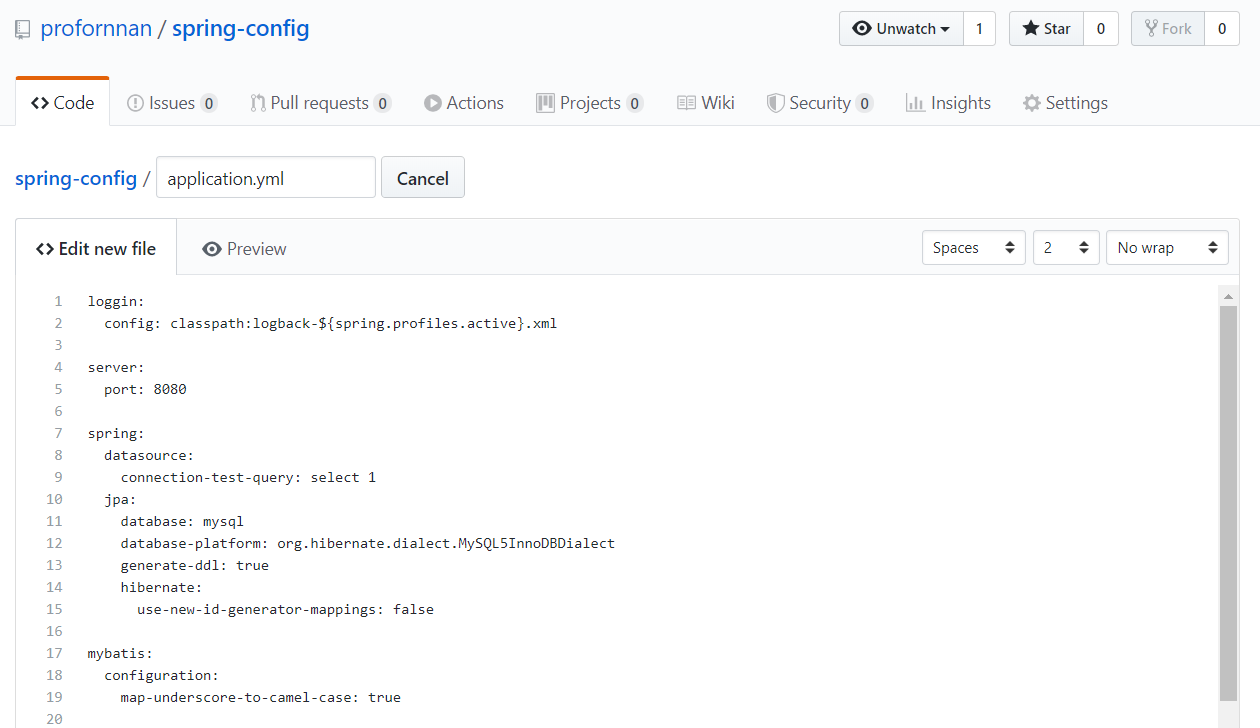 profornnan / spring-config
Unwatch 1 Star 0 Fork 0
Code Issues 0 Pull requests 0 Actions Projects 0 Wiki Security 0 Insights Settings
spring-config / application.yml Cancel
Edit new file Preview Spaces 2 No wrap
1 loggin:
2   config: classpath:logback-${spring.profiles.active}.xml
3
4 server:
5   port: 8080
6
7 spring:
8   datasource:
9     connection-test-query: select 1
10   jpa:
11     database: mysql
12     database-platform: org.hibernate.dialect.MySQL5InnoDBDialect
13     generate-ddl: true
14     hibernate:
15       use-new-id-generator-mappings: false
16
17 mybatis:
18   configuration:
19     map-underscore-to-camel-case: true
20